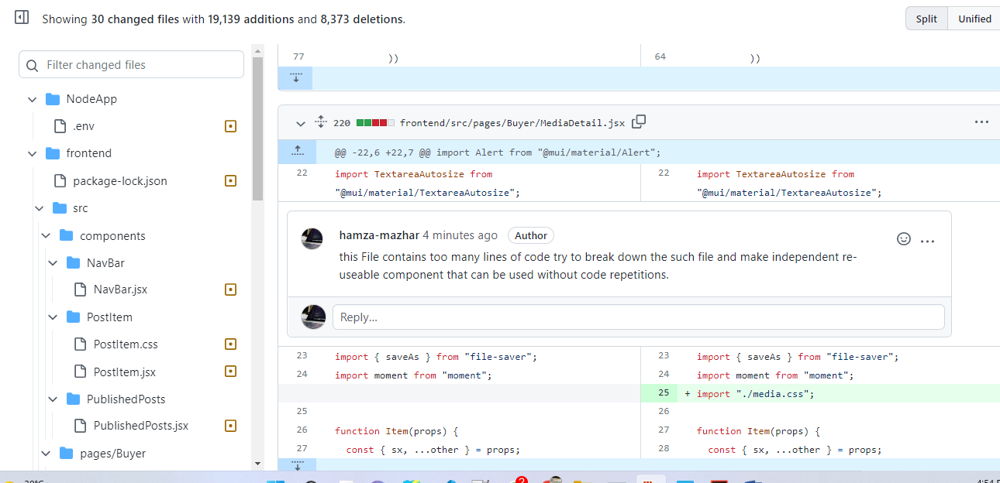 Showing 30 changed files with 19,139 additions and 8,373 deletions.
Split Unified
Filter changed files
NodeApp
.env
frontend
package-lock.json
src
components
NavBar
NavBar.jsx
PostItem
PostItem.css
PostItem.jsx
PublishedPosts
PublishedPosts.jsx
pages/Buyer
77 )) 64 ))
220 frontend/src/pages/Buyer/MediaDetail.jsx
@@ -22,6 +22,7 @@ import Alert from "@mui/material/Alert";
22 import TextareaAutosize from 22 import TextareaAutosize from
"@mui/material/TextareaAutosize"; "@mui/material/TextareaAutosize";
hamza-mazhar 4 minutes ago Author
this File contains too many lines of code try to break down the such file and make independent re-
useable component that can be used without code repetitions.
Reply...
23 import { saveAs } from "file-saver"; 23 import { saveAs } from "file-saver";
24 import moment from "moment"; 24 import moment from "moment";
25 + import "./media.css";
25 26
26 function Item(props) { 27 function Item(props) {
27 const { sx, ...other } = props; 28 const { sx, ...other } = props;
2